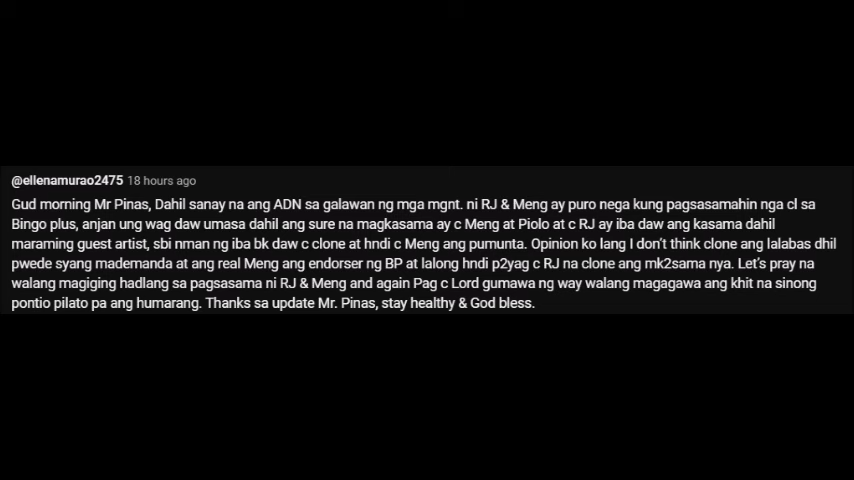 @ellenamurao2475 18 hours ago
Gud morning Mr Pinas, Dahil sanay na ang ADN sa galawan ng mga mgnt. ni RJ & Meng ay puro nega kung pagsasamahin nga cl sa
Bingo plus, anjan ung wag daw umasa dahil ang sure na magkasama ay c Meng at Piolo at c RJ ay iba daw ang kasama dahil
maraming guest artist, sbi nman ng iba bk daw c clone at hndi c Meng ang pumunta. Opinion ko lang I don't think clone ang lalabas dhil
pwede syang mademanda at ang real Meng ang endorser ng BP at lalong hndi p2yag c RJ na clone ang mk2sama nya. Let's pray na
walang magiging hadlang sa pagsasama ni RJ & Meng and again Pag c Lord gumawa ng way walang magagawa ang khit na sinong
pontio pilato pa ang humarang. Thanks sa update Mr. Pinas, stay healthy & God bless.